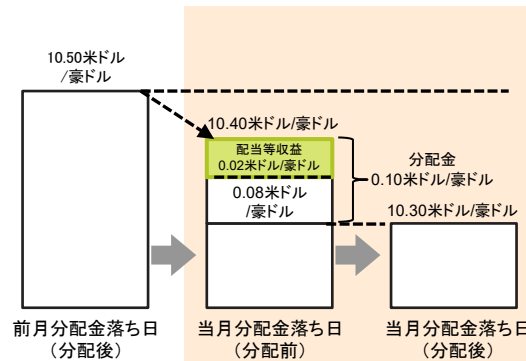 10.50米ドル
/豪ドル
10.40米ドル/豪ドル
配当等収益
0.02米ドル/豪ドル
0.08米ドル
/豪ドル
分配金
0.10米ドル/豪ドル
10.30米ドル/豪ドル
前月分配金落ち日
（分配後）
当月分配金落ち日
（分配前）
当月分配金落ち日
（分配後）